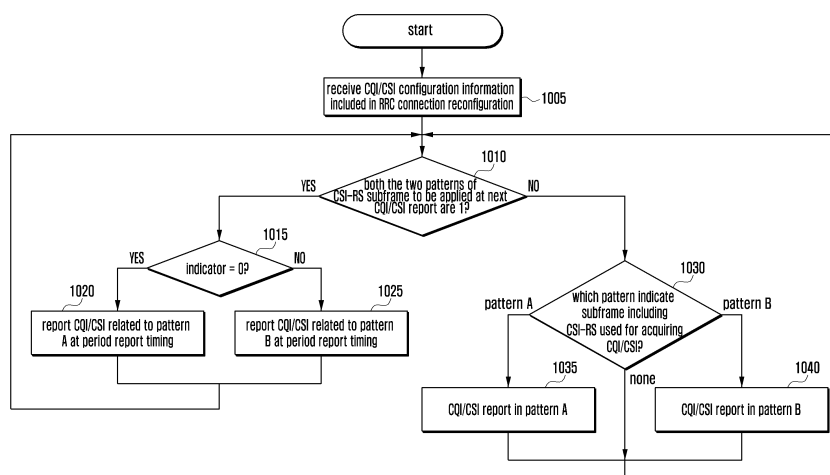 start
receive CQI/CSI configuration information
included in RRC connection reconfiguration
1005
1010
YES
both the two patterns of
CSI-RS subframe to be applied at next
CQI/CSI report are 1?
NO
1015
YES
indicator = 0?
NO
1020
report CQI/CSI related to pattern
A at period report timing
1025
report CQI/CSI related to pattern
B at period report timing
1030
pattern A
which pattern indicate
subframe including
CSI-RS used for acquiring
CQI/CSI?
pattern B
none
1035
CQI/CSI report in pattern A
1040
CQI/CSI report in pattern B